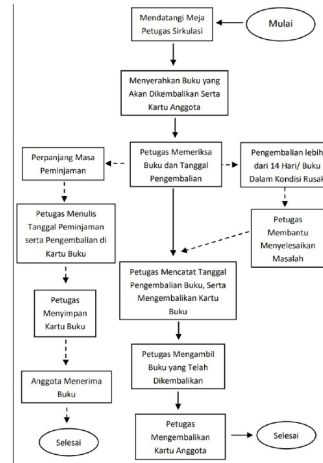 Mendatangi Meja
Petugas Sirkulasi
Mulai
Menyerahkan Buku yang
Akan Dikembalikan Serta
Kartu Anggota
Perpanjang Masa
Peminjaman
Petugas Memeriksa
Buku dan Tanggal
Pengembalian
Pengembalian lebih
dari 14 Hari/ Buku
Dalam Kondisi Rusak
Petugas Menulis
Tanggal Peminjaman
serta Pengembalian di
Kartu Buku
Petugas
Membantu
Menyelesaikan
Masalah
Petugas Mencatat Tanggal
Pengembalian Buku, Serta
Mengembalikan Kartu
Buku
Petugas
Menyimpan
Kartu Buku
Petugas Mengambil
Buku yang Telah
Dikembalikan
Anggota Menerima
Buku
Selesai
Petugas
Mengembalikan
Kartu Anggota
Selesai